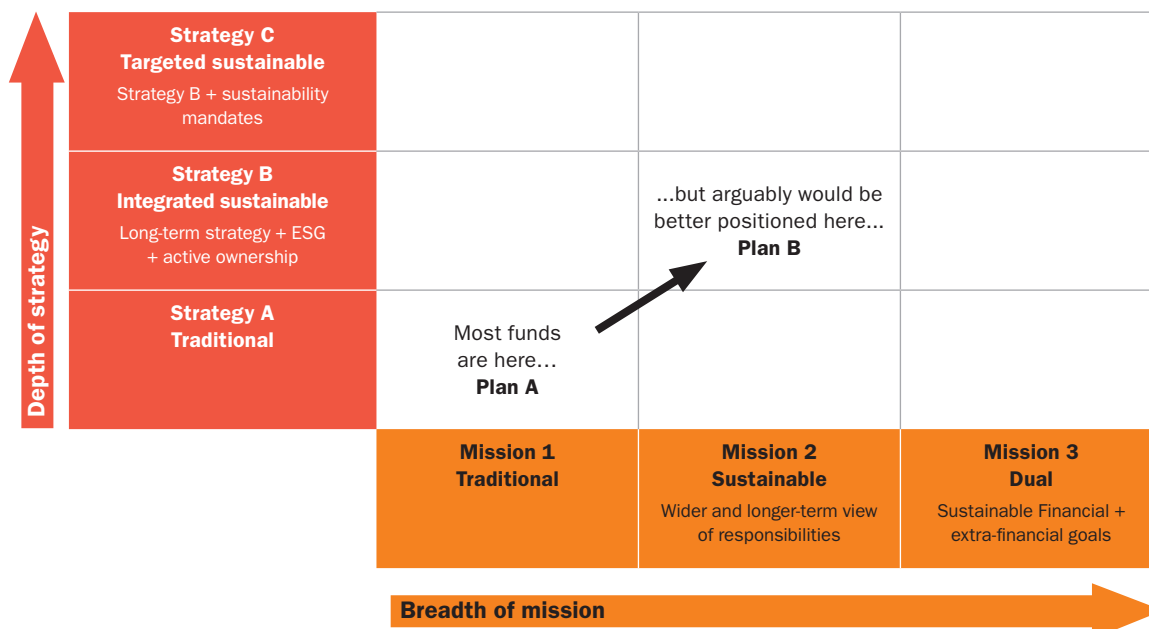 Depth of strategy
Strategy C
Targeted sustainable
Strategy B + sustainability
mandates
Strategy B
Integrated sustainable
Long-term strategy + ESG
+ active ownership
...but arguably would be
better positioned here...
Plan B
Strategy A
Traditional
Most funds
are here...
Plan A
Mission 1
Traditional
Mission 2
Sustainable
Wider and longer-term view
of responsibilities
Mission 3
Dual
Sustainable Financial +
extra-financial goals
Breadth of mission